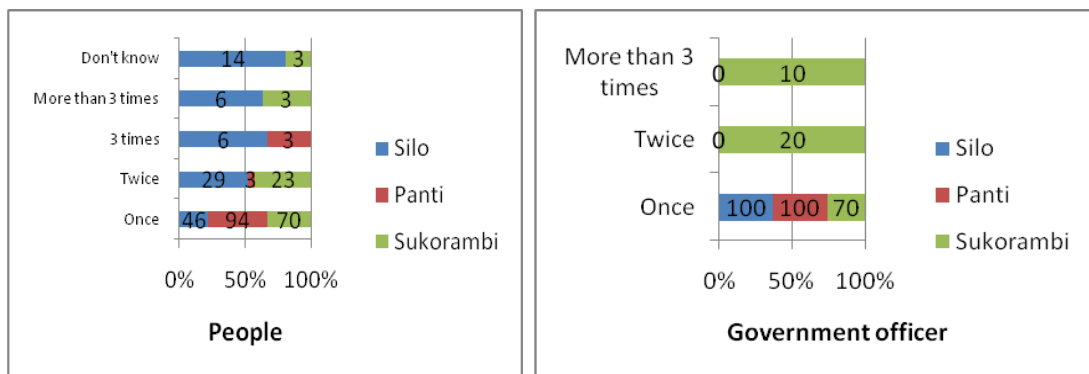 Don't know
14 3
More than 3 times
6 3
3 times
6 3
Twice
29 3 23
Once
46 94 70
0% 50% 100%
Silo
Panti
Sukorambi
People
More than 3
times
0 10
Twice
0 20
Once
100 100 70
0% 50% 100%
Silo
Panti
Sukorambi
Government officer